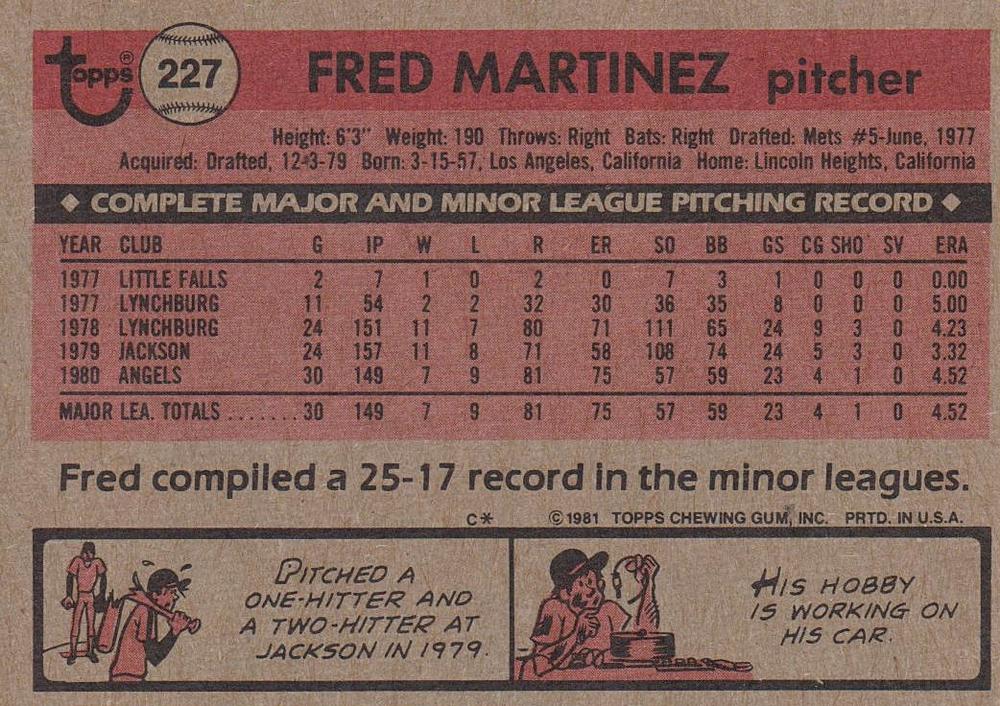 Topps® 227 FRED MARTINEZ pitcher
Height: 6'3" Weight: 190 Throws: Right Bats: Right Drafted: Mets #5-June, 1977
Acquired: Drafted, 12-3-79 Born: 3-15-57, Los Angeles, California Home: Lincoln Heights, California
◆ COMPLETE MAJOR AND MINOR LEAGUE PITCHING RECORD ◆
YEAR CLUB G IP W L R ER SO BB GS CG SHO SV ERA
1977 LITTLE FALLS 2 7 1 0 2 0 7 3 1 0 0 0 0.00
1977 LYNCHBURG 11 54 2 2 32 30 36 35 8 0 0 0 5.00
1978 LYNCHBURG 24 151 11 7 80 71 111 65 24 9 3 0 4.23
1979 JACKSON 24 157 11 8 71 58 108 74 24 5 3 0 3.32
1980 ANGELS 30 149 7 9 81 75 57 59 23 4 1 0 4.52
MAJOR LEA. TOTALS ....... 30 149 7 9 81 75 57 59 23 4 1 0 4.52
Fred compiled a 25-17 record in the minor leagues.
C* © 1981 TOPPS CHEWING GUM, INC. PRTD. IN U.S.A.
PITCHED A
ONE-HITTER AND
A TWO-HITTER AT
JACKSON IN 1979.
HIS HOBBY
IS WORKING ON
HIS CAR.